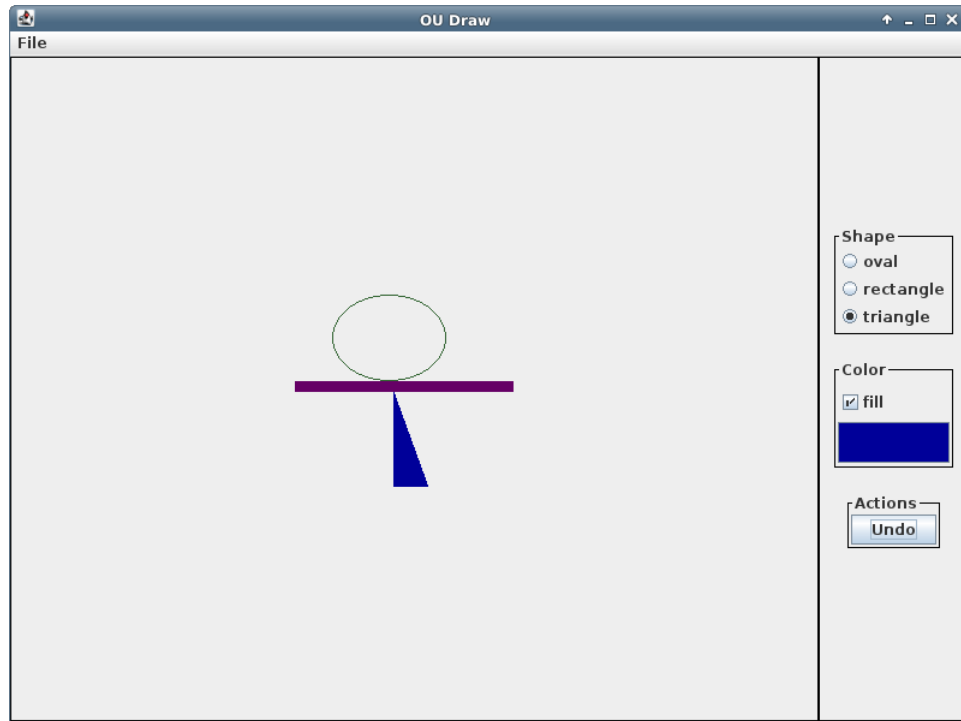 OU Draw
File
Shape
oval
rectangle
triangle
Color
fill
Actions
Undo